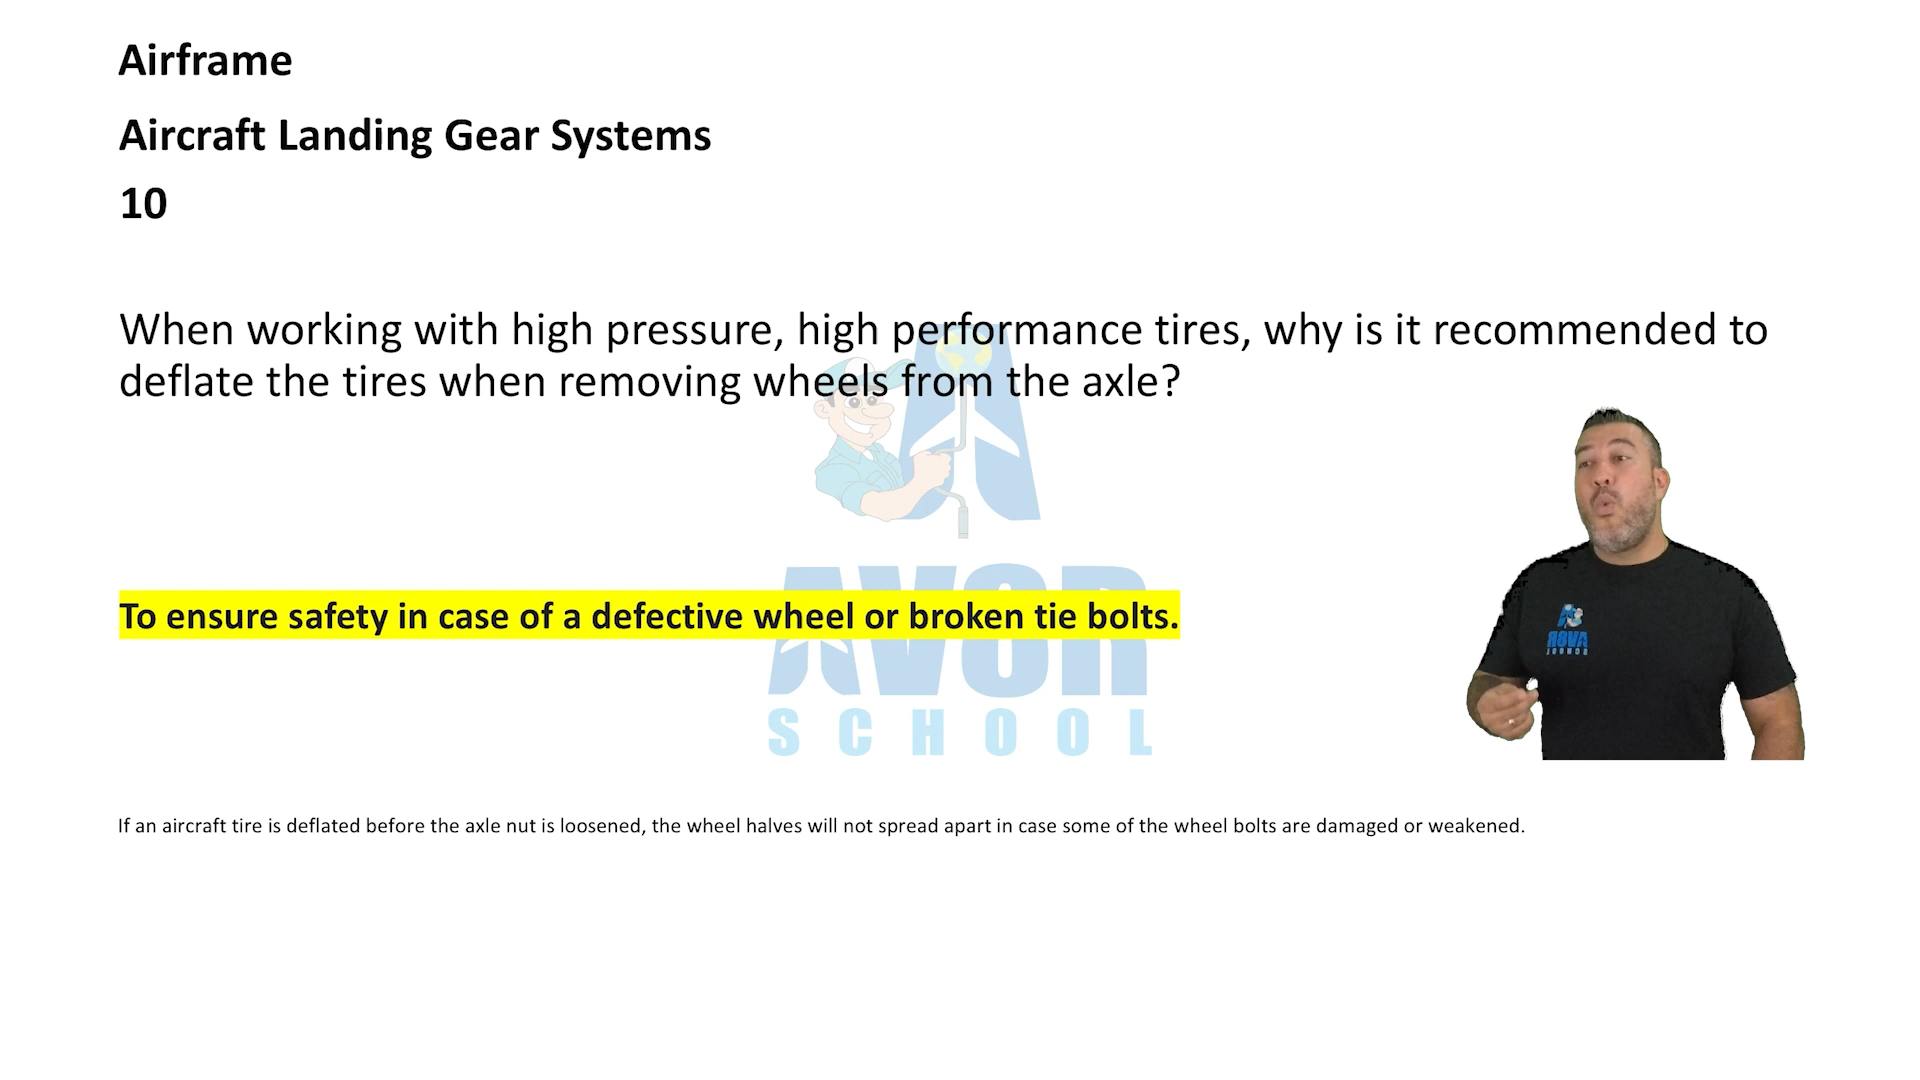 Airframe
Aircraft Landing Gear Systems
10
When working with high pressure, high performance tires, why is it recommended to
deflate the tires when removing wheels from the axle?
To ensure safety in case of a defective wheel or broken tie bolts.
AVOR
SCHOOL
AVOR
SCHOOL
If an aircraft tire is deflated before the axle nut is loosened, the wheel halves will not spread apart in case some of the wheel bolts are damaged or weakened.